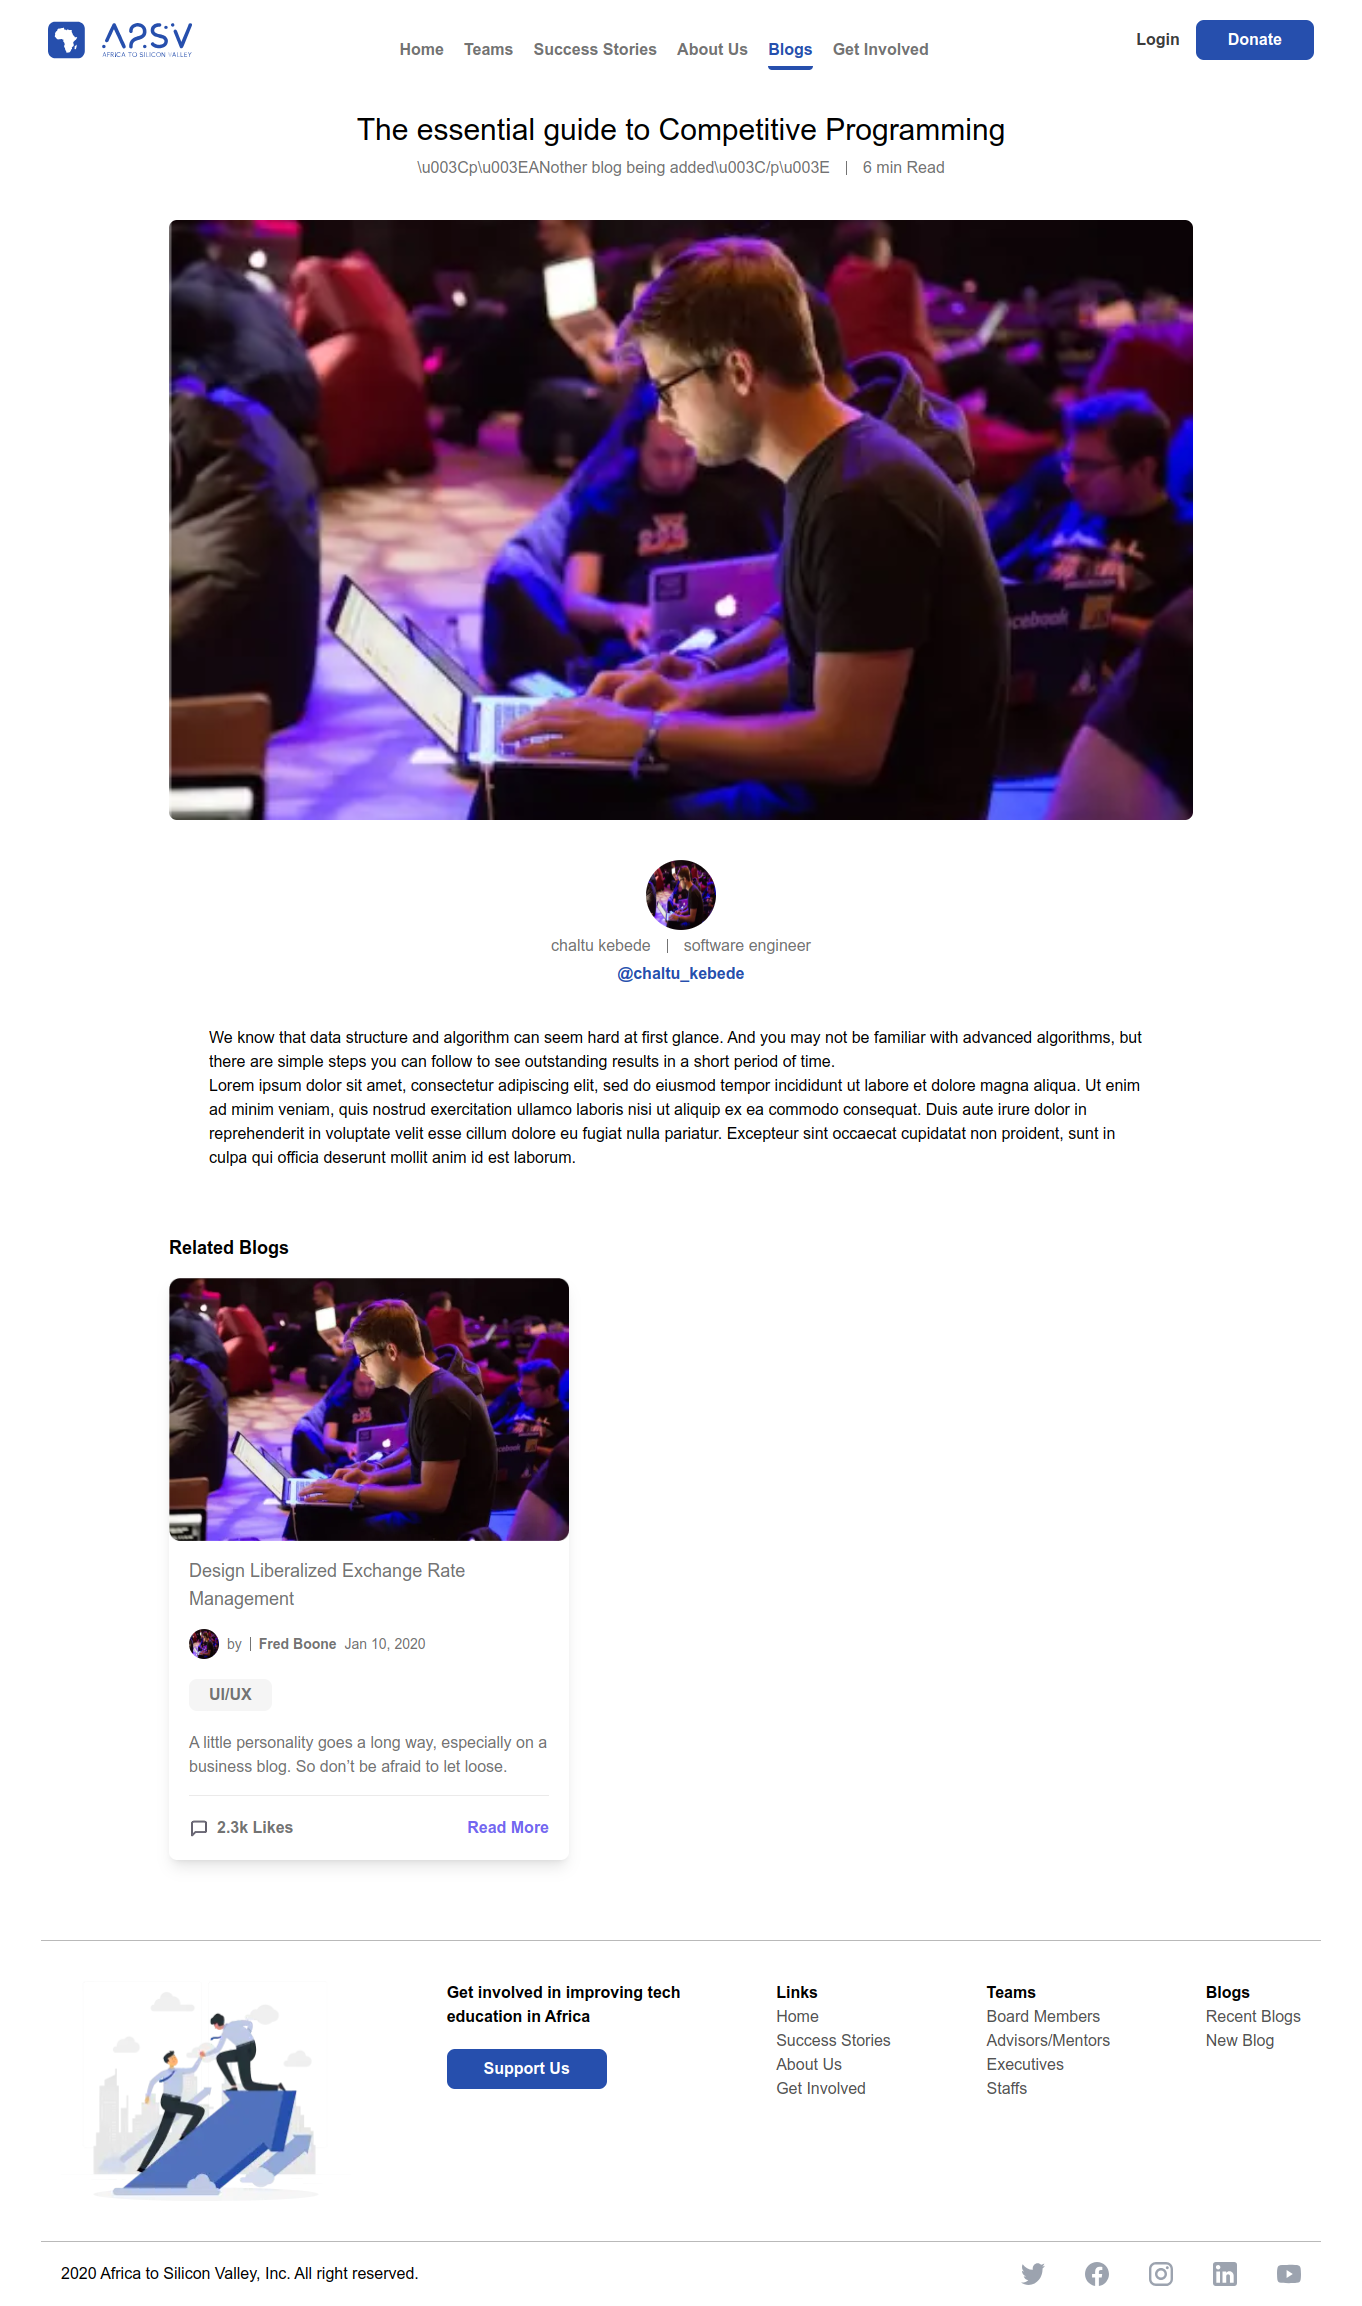 A2SV
AFRICA TO SILICON VALLEY
Home Teams Success Stories About Us Blogs Get Involved
Login Donate
The essential guide to Competitive Programming
\u003Cp\u003EANother blog being added\u003C/p\u003E | 6 min Read
facebook
chaltu kebede | software engineer
@chaltu_kebede
We know that data structure and algorithm can seem hard at first glance. And you may not be familiar with advanced algorithms, but
there are simple steps you can follow to see outstanding results in a short period of time.
Lorem ipsum dolor sit amet, consectetur adipiscing elit, sed do eiusmod tempor incididunt ut labore et dolore magna aliqua. Ut enim
ad minim veniam, quis nostrud exercitation ullamco laboris nisi ut aliquip ex ea commodo consequat. Duis aute irure dolor in
reprehenderit in voluptate velit esse cillum dolore eu fugiat nulla pariatur. Excepteur sint occaecat cupidatat non proident, sunt in
culpa qui officia deserunt mollit anim id est laborum.
Related Blogs
facebook
Design Liberalized Exchange Rate
Management
by | Fred Boone Jan 10, 2020
UI/UX
A little personality goes a long way, especially on a
business blog. So don’t be afraid to let loose.
2.3k Likes Read More
Get involved in improving tech
education in Africa
Support Us
Links
Home
Success Stories
About Us
Get Involved
Teams
Board Members
Advisors/Mentors
Executives
Staffs
Blogs
Recent Blogs
New Blog
2020 Africa to Silicon Valley, Inc. All right reserved.